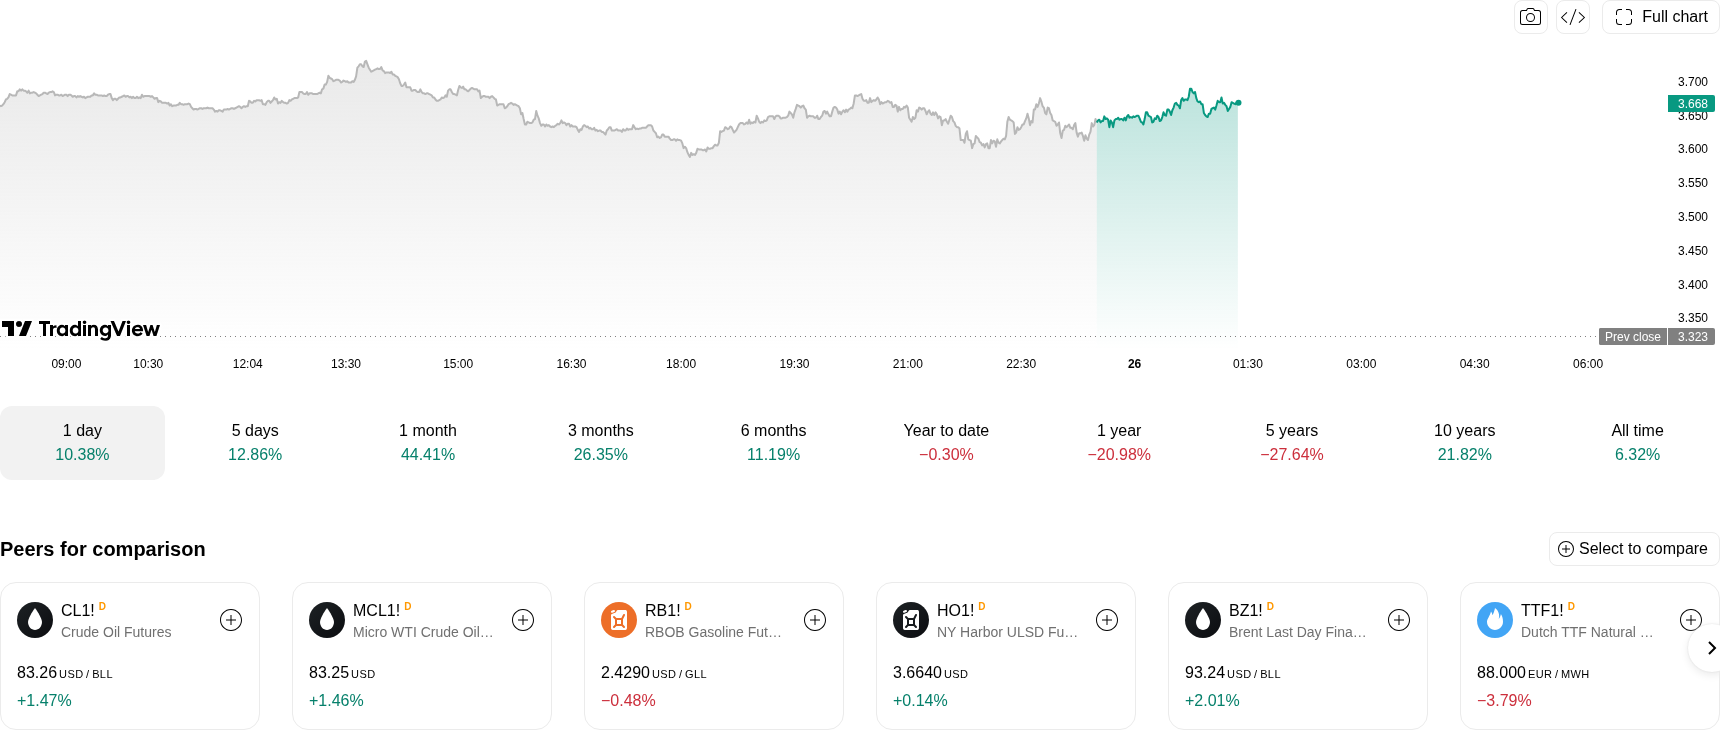 Full chart
3.700
3.668
3.650
3.600
3.550
3.500
3.450
3.400
3.350
TradingView
Prev close 3.323
09:00 10:30 12:04 13:30 15:00 16:30 18:00 19:30 21:00 22:30 26 01:30 03:00 04:30 06:00
1 day 5 days 1 month 3 months 6 months Year to date 1 year 5 years 10 years All time
10.38% 12.86% 44.41% 26.35% 11.19% −0.30% −20.98% −27.64% 21.82% 6.32%
Peers for comparison
Select to compare
CL1! D
Crude Oil Futures
83.26 USD / BLL
+1.47%
MCL1! D
Micro WTI Crude Oil…
83.25 USD
+1.46%
RB1! D
RBOB Gasoline Fut…
2.4290 USD / GLL
−0.48%
HO1! D
NY Harbor ULSD Fu…
3.6640 USD
+0.14%
BZ1! D
Brent Last Day Fina…
93.24 USD / BLL
+2.01%
TTF1! D
Dutch TTF Natural …
88.000 EUR / MWH
−3.79%